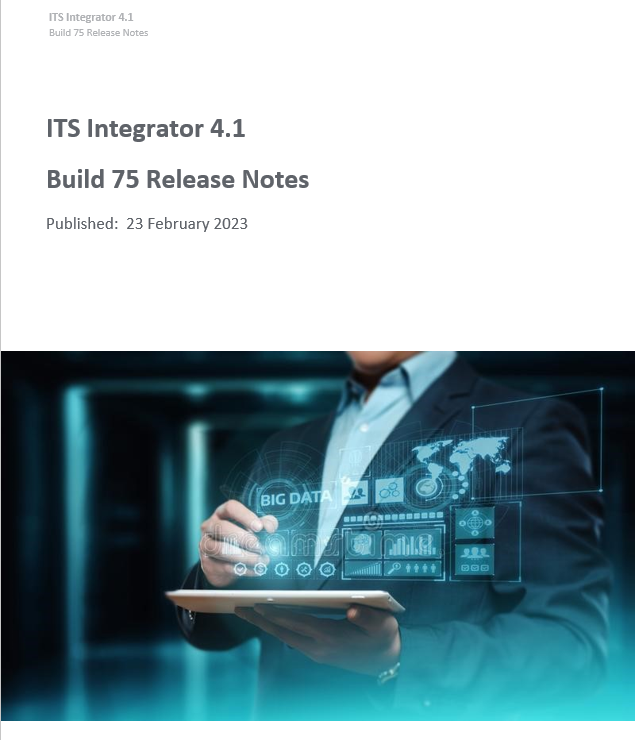 ITS Integrator 4.1
Build 75 Release Notes
ITS Integrator 4.1
Build 75 Release Notes
Published: 23 February 2023
BIG DATA
dreamstime